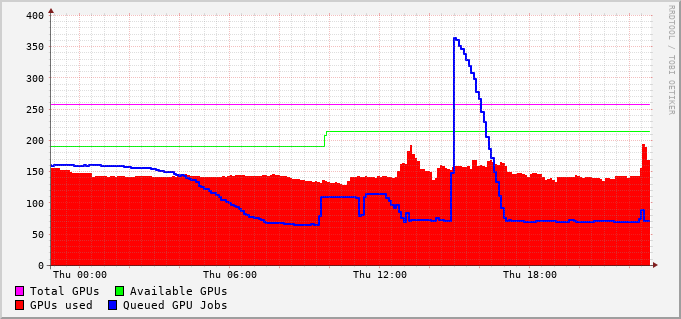 400
350
300
250
200
150
100
50
0
Thu 00:00 Thu 06:00 Thu 12:00 Thu 18:00
Total GPUs Available GPUs
GPUs used Queued GPU Jobs
RRDTOOL / TOBI OETIKER